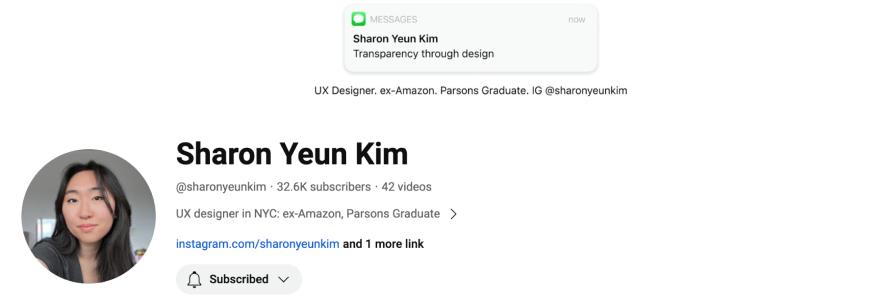 MESSAGES now
Sharon Yeun Kim
Transparency through design
UX Designer. ex-Amazon. Parsons Graduate. IG @sharonyeunkim
Sharon Yeun Kim
@sharonyeunkim · 32.6K subscribers · 42 videos
UX designer in NYC: ex-Amazon, Parsons Graduate
instagram.com/sharonyeunkim and 1 more link
Subscribed